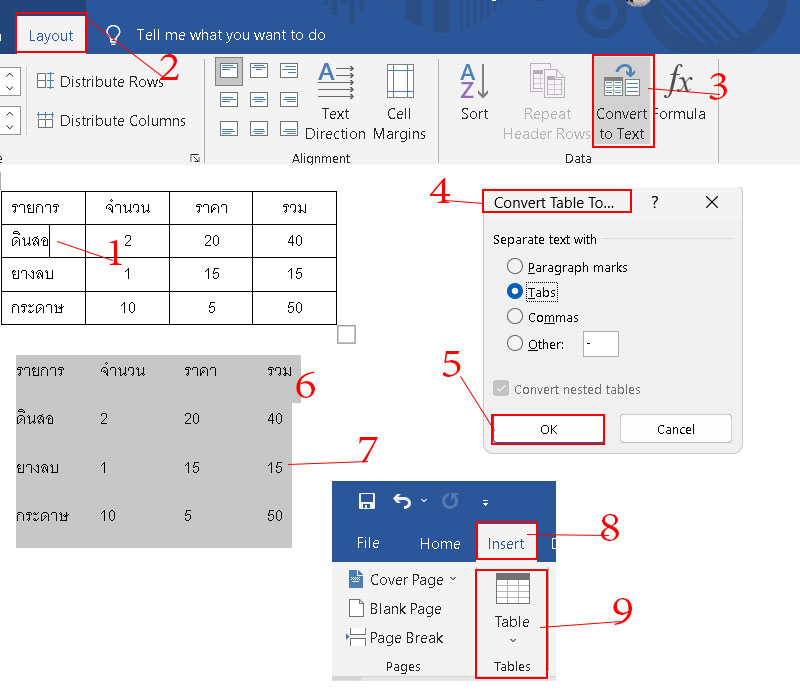 Layout
Tell me what you want to do
2
Distribute Rows
Distribute Columns
Text Direction
Cell Margins
Alignment
Sort
Repeat Header Rows
Convert to Text
Formula
3
Data
รายการ จำนวน ราคา รวม
ดินสอ 2 20 40
1
ยางลบ 1 15 15
กระดาษ 10 5 50
4
Convert Table To... ?
Separate text with
Paragraph marks
Tabs
Commas
Other: -
Convert nested tables
5
OK Cancel
รายการ จำนวน ราคา รวม
6
ดินสอ 2 20 40
ยางลบ 1 15 15
7
กระดาษ 10 5 50
File Home Insert
8
Cover Page
Blank Page
Page Break
Pages
Table
Tables
9